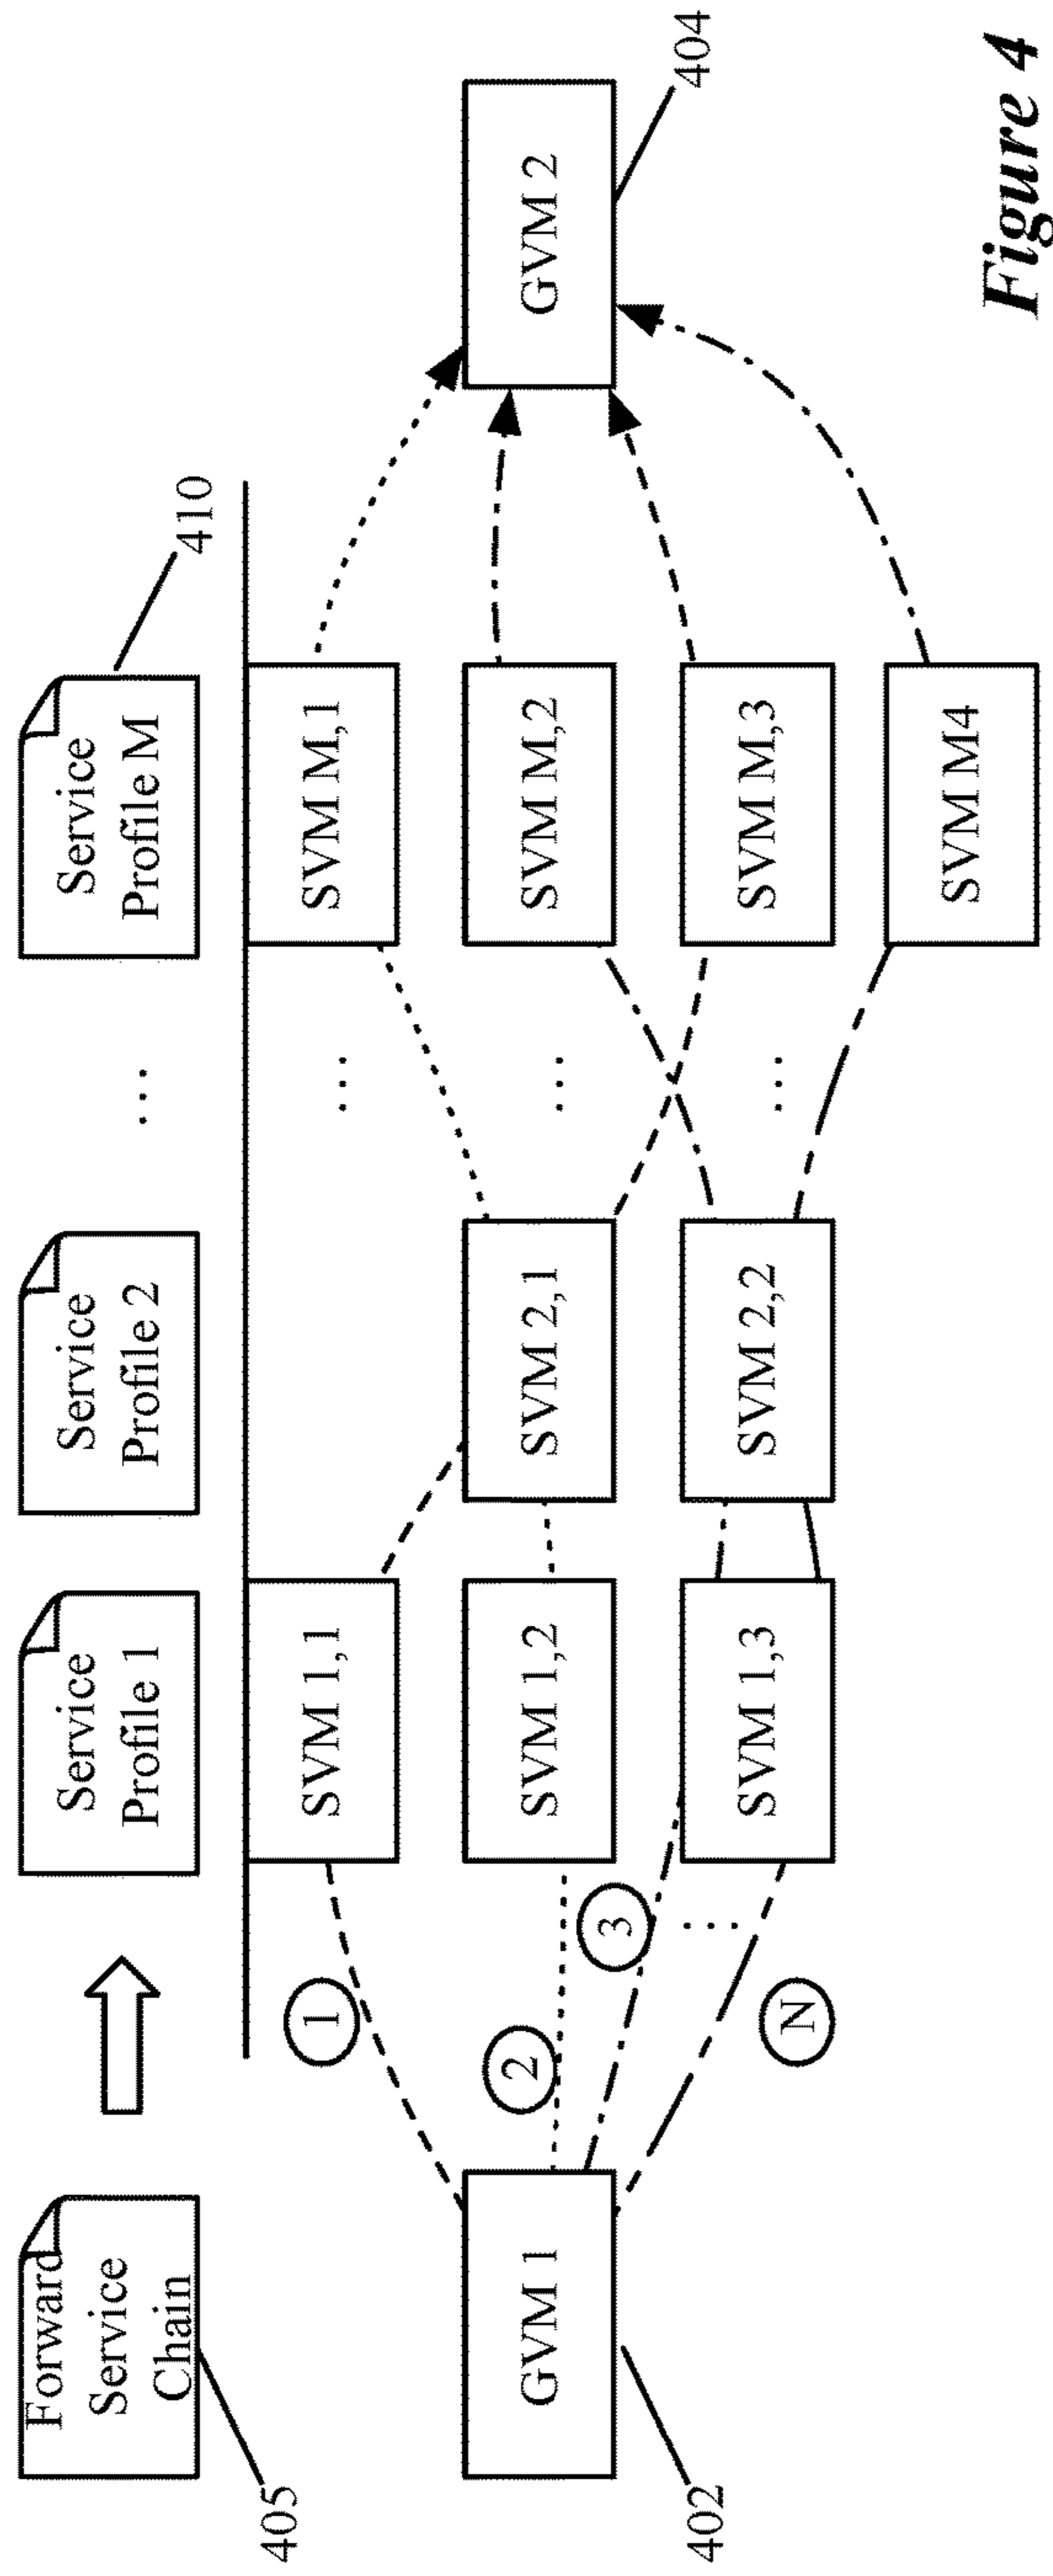 Forward
Service
Chain
405
Service
Profile 1
Service
Profile 2
...
Service
Profile M
410
GVM 1
402
1
2
3
...
N
SVM 1,1
SVM 1,2
SVM 1,3
SVM 2,1
SVM 2,2
...
...
...
SVM M,1
SVM M,2
SVM M,3
SVM M4
GVM 2
404
Figure 4